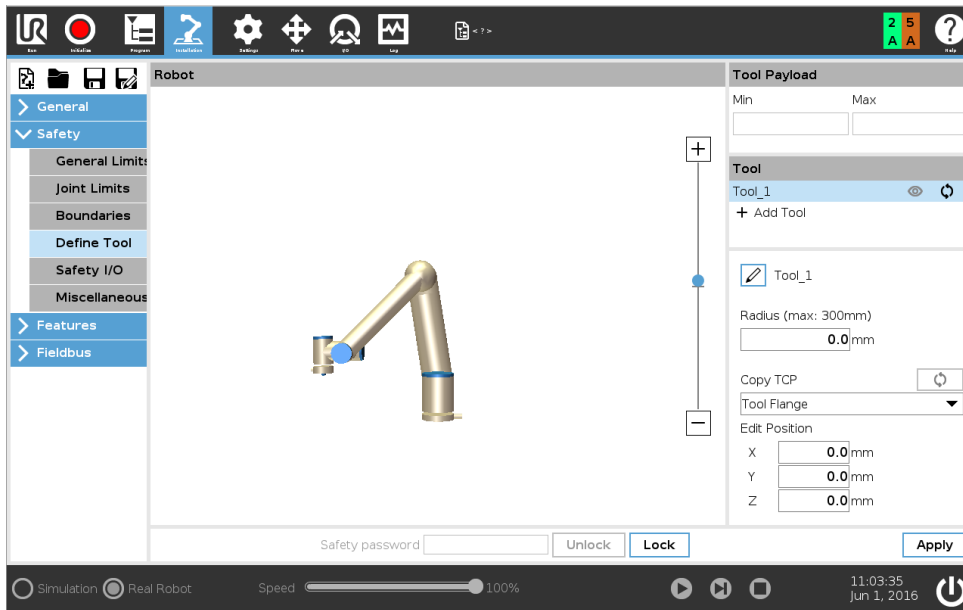 UR
Run
Initialize
Program
Installation
Settings
Move
I/O
Log
< ? >
2 5
A A
?
Help
General
Safety
General Limits
Joint Limits
Boundaries
Define Tool
Safety I/O
Miscellaneous
Features
Fieldbus
Robot
+
−
Safety password
Unlock
Lock
Tool Payload
Min Max
Tool
Tool_1
+ Add Tool
Tool_1
Radius (max: 300mm)
0.0 mm
Copy TCP
Tool Flange
Edit Position
X 0.0 mm
Y 0.0 mm
Z 0.0 mm
Apply
Simulation Real Robot
Speed 100%
11:03:35
Jun 1, 2016